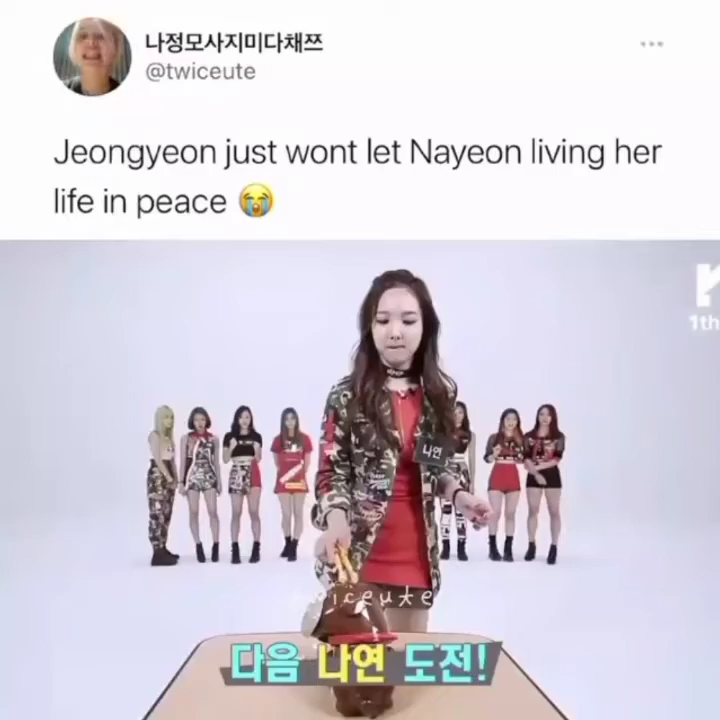 나정모사지미다채쯔
@twiceute
Jeongyeon just wont let Nayeon living her
life in peace 😭
1th
나연
twiceute
다음 나연 도전!